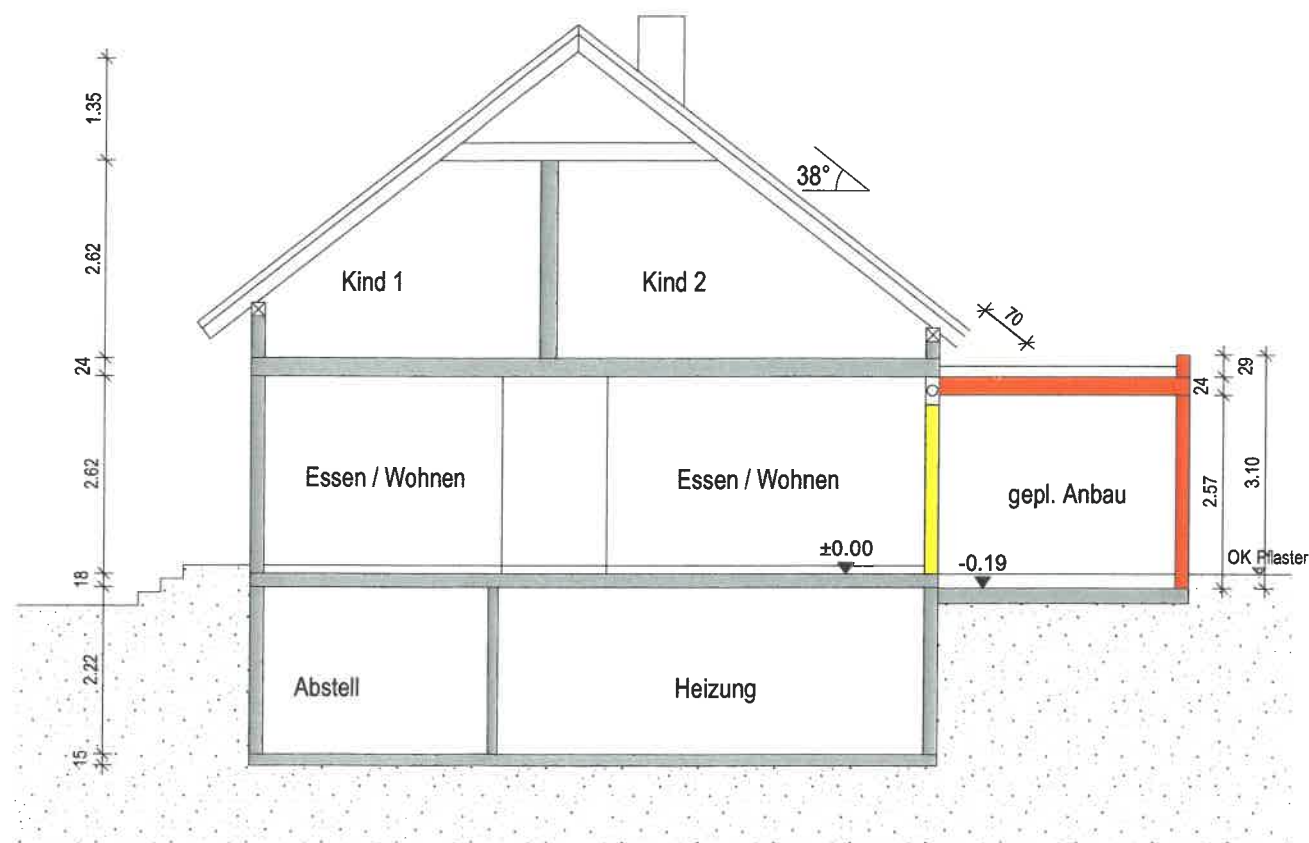 1.35
38°
2.62
Kind 1
Kind 2
70
24
29
24
2.62
Essen / Wohnen
Essen / Wohnen
gepl. Anbau
2.57
3.10
±0.00
-0.19
OK Pflaster
18
2.22
Abstell
Heizung
15